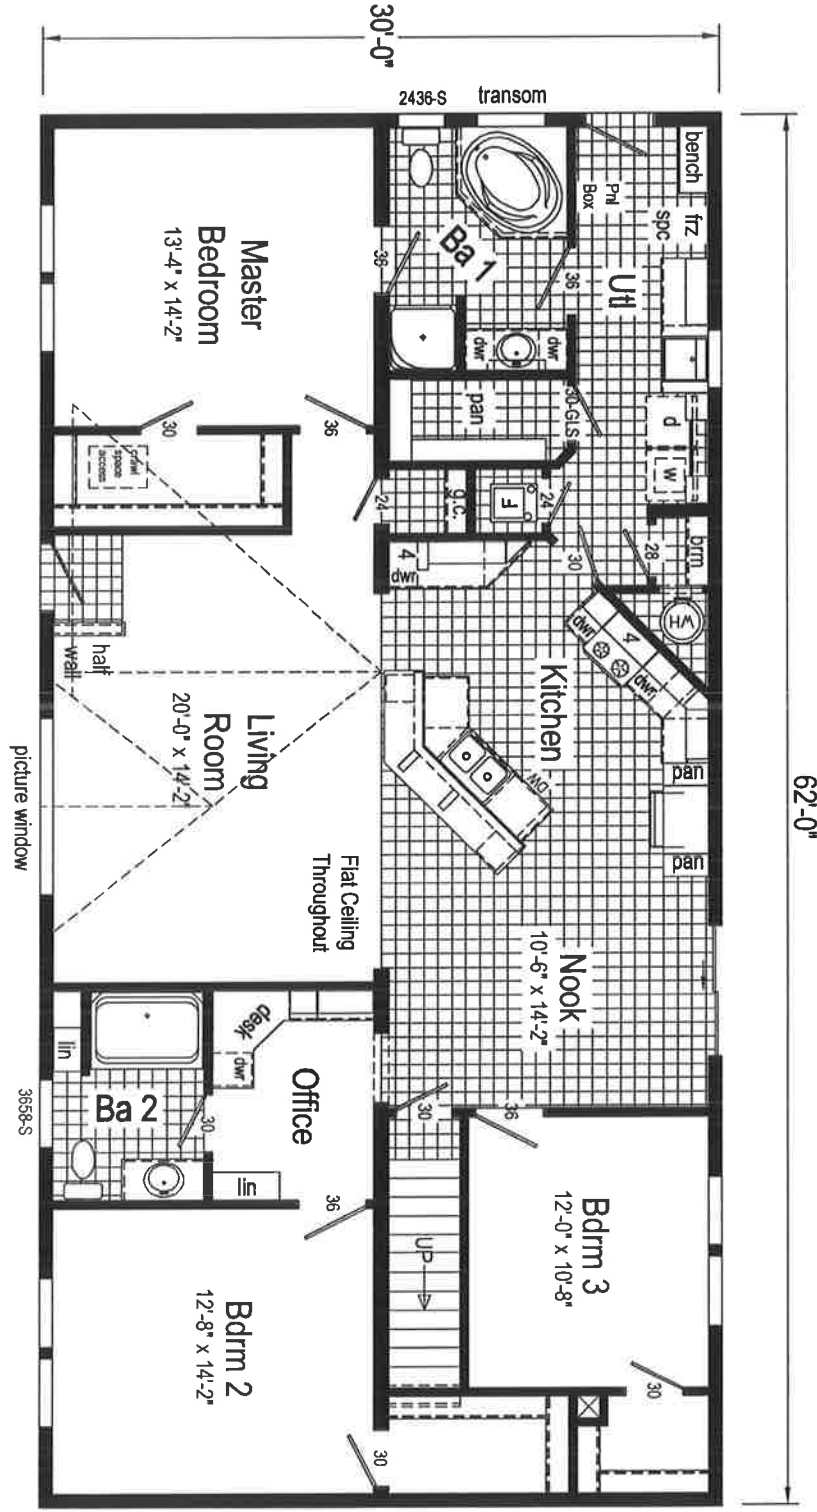 30'-0"
62'-0"
2436-S
transom
bench
frz
spc
Pnl
Box
Utl
Ba 1
36
36
dwr
dwr
30-GLS
pan
d
w
Master
Bedroom
13'-4" x 14'-2"
30
36
crawl
space
access
24
g.c.
F
24
28
brm
30
WH
4
dwr
dwr
4
dwr
Kitchen
DW
pan
pan
half
wall
Living
Room
20'-0" x 14'-2"
picture window
Flat Ceiling
Throughout
Nook
10'-6" x 14'-2"
desk
dwr
Office
lin
Ba 2
30
lin
3658-S
30
36
36
UP
Bdrm 3
12'-0" x 10'-8"
30
Bdrm 2
12'-8" x 14'-2"
30